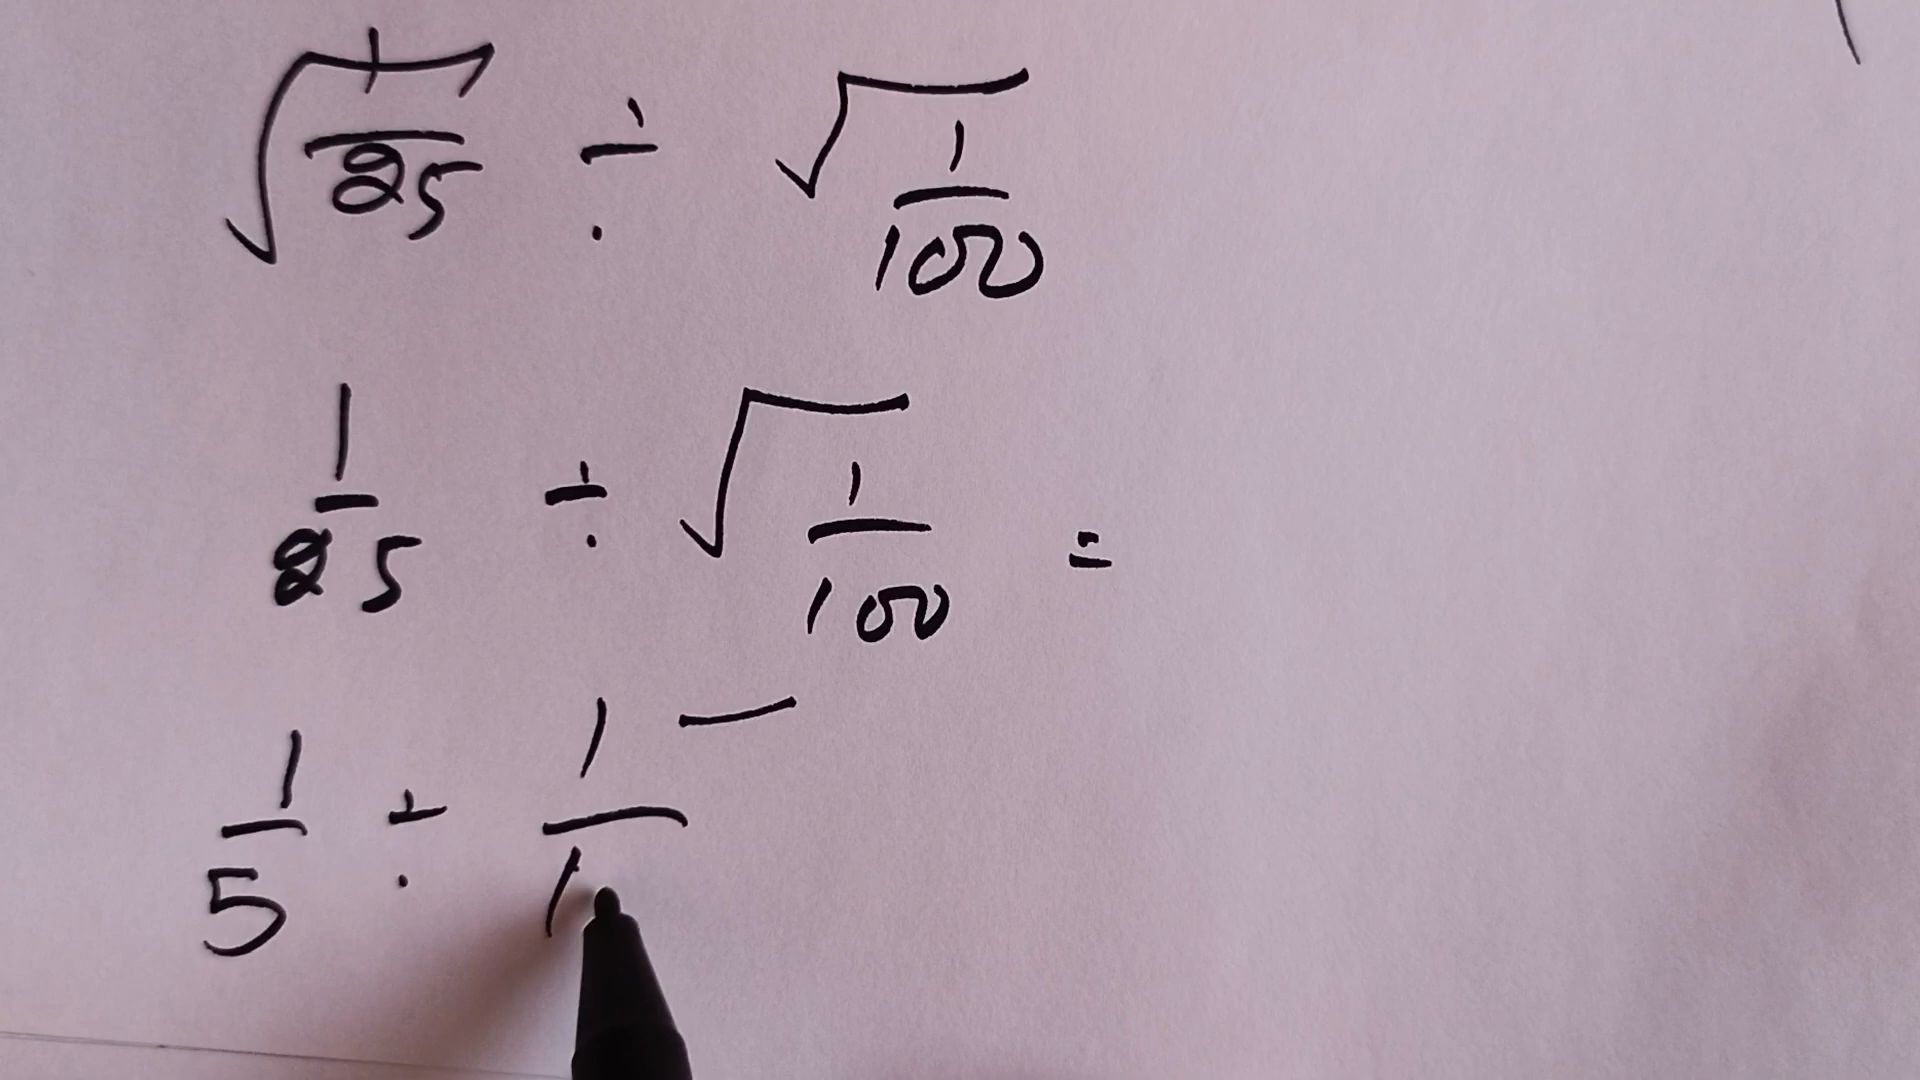 √1/25 ÷ √1/100
1/25 ÷ √1/100 =
1/5 ÷ 1/1